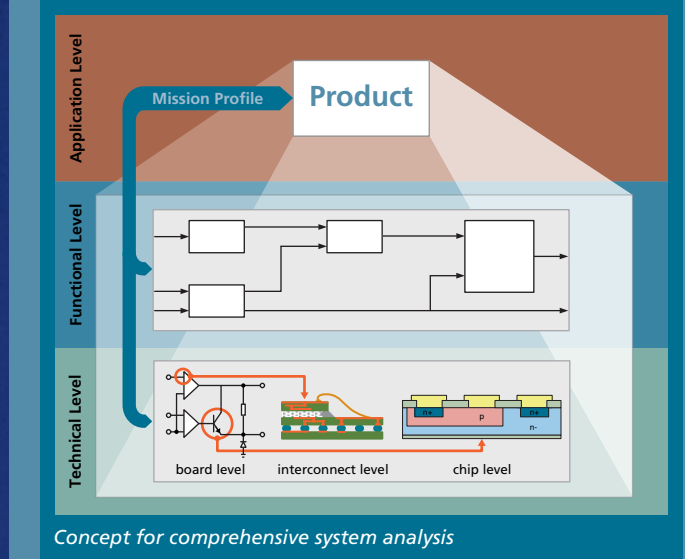 Application Level
Mission Profile
Product
Functional Level
Technical Level
n+
p
n+
n-
board level
interconnect level
chip level
Concept for comprehensive system analysis